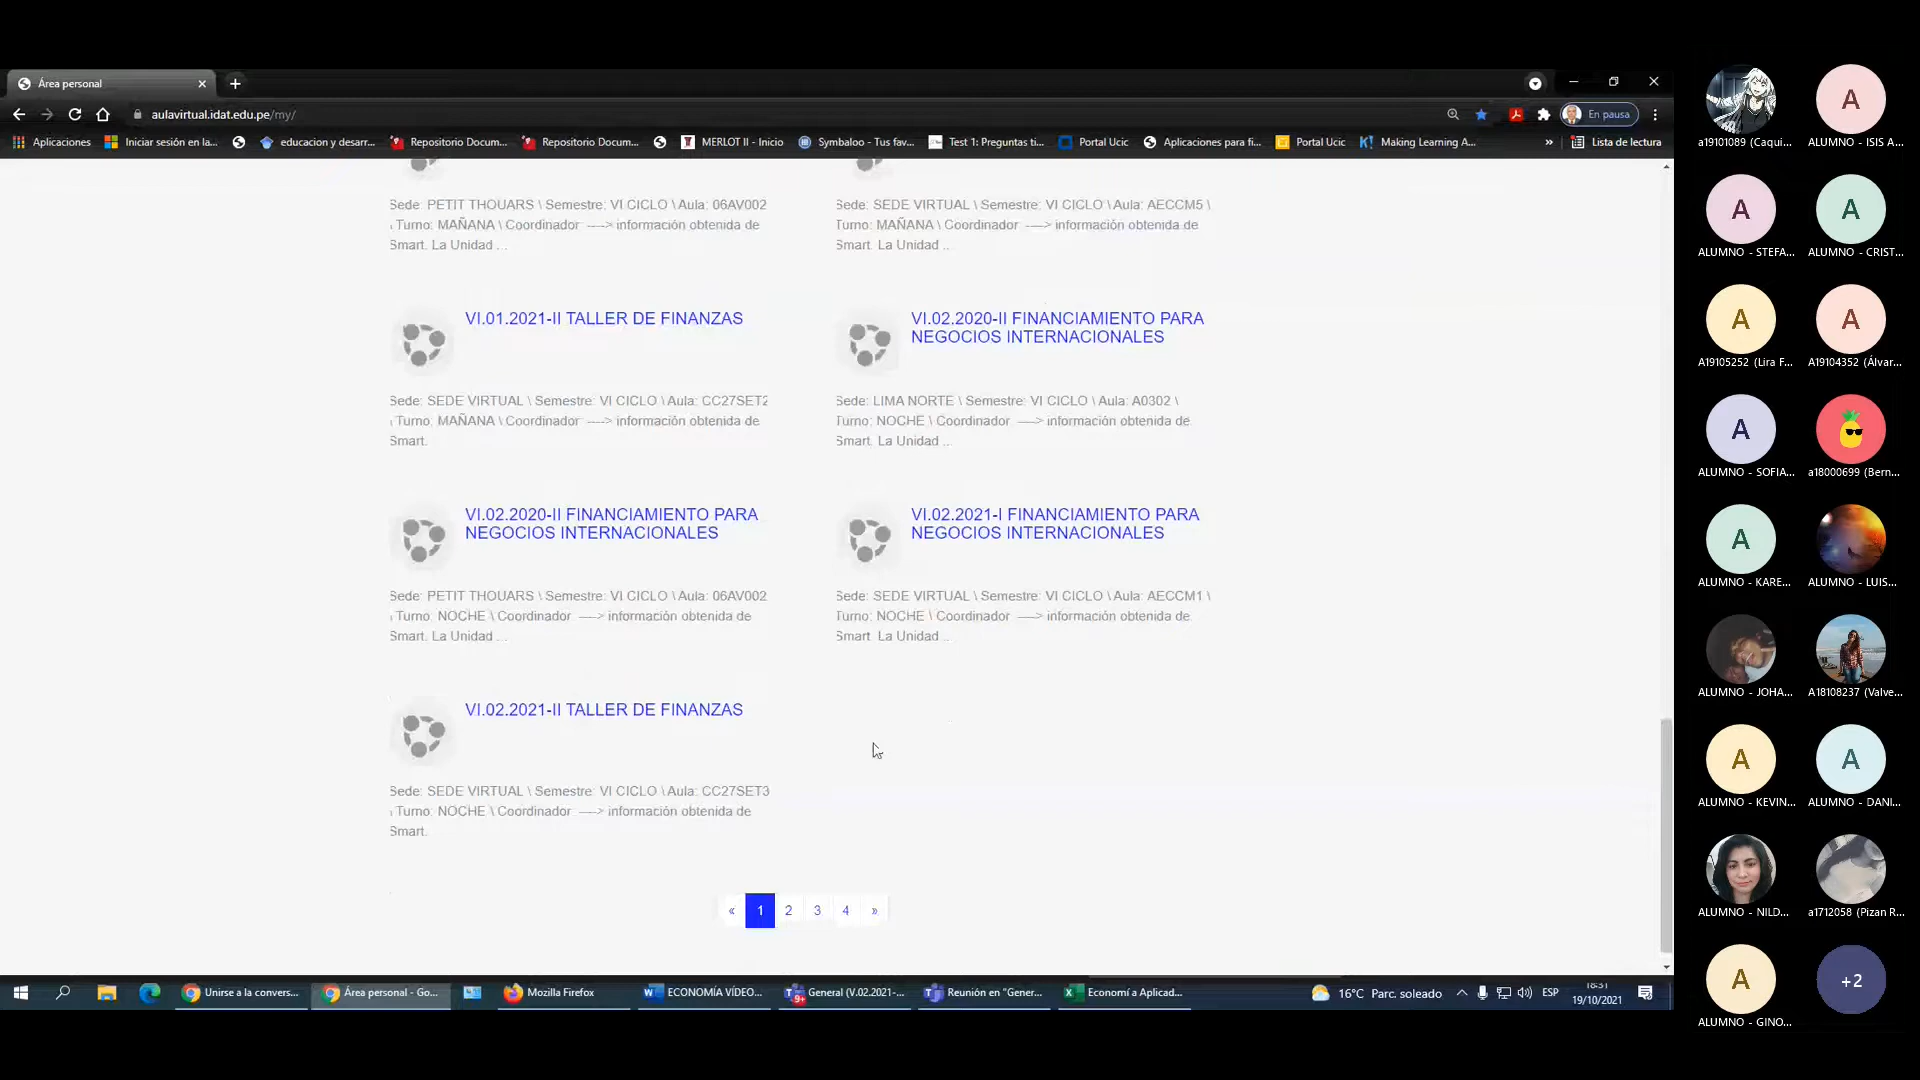 Área personal
aulavirtual.idat.edu.pe/my/
En pausa
Aplicaciones
Iniciar sesión en la...
educacion y desarr...
Repositorio Docum...
Repositorio Docum...
MERLOT II - Inicio
Symbaloo - Tus fav...
Test 1: Preguntas ti...
Portal Ucic
Aplicaciones para fi...
Portal Ucic
Making Learning A...
»
Lista de lectura
Sede: PETIT THOUARS \ Semestre: VI CICLO \ Aula: 06AV002
\ Turno: MAÑANA \ Coordinador ----> información obtenida de
Smart. La Unidad ...
Sede: SEDE VIRTUAL \ Semestre: VI CICLO \ Aula: AECCM5 \
Turno: MAÑANA \ Coordinador ----> información obtenida de
Smart. La Unidad ...
VI.01.2021-II TALLER DE FINANZAS
Sede: SEDE VIRTUAL \ Semestre: VI CICLO \ Aula: CC27SET2
\ Turno: MAÑANA \ Coordinador ----> información obtenida de
Smart.
VI.02.2020-II FINANCIAMIENTO PARA
NEGOCIOS INTERNACIONALES
Sede: LIMA NORTE \ Semestre: VI CICLO \ Aula: A0302 \
Turno: NOCHE \ Coordinador ----> información obtenida de
Smart. La Unidad ...
VI.02.2020-II FINANCIAMIENTO PARA
NEGOCIOS INTERNACIONALES
Sede: PETIT THOUARS \ Semestre: VI CICLO \ Aula: 06AV002
\ Turno: NOCHE \ Coordinador ----> información obtenida de
Smart. La Unidad ...
VI.02.2021-I FINANCIAMIENTO PARA
NEGOCIOS INTERNACIONALES
Sede: SEDE VIRTUAL \ Semestre: VI CICLO \ Aula: AECCM1 \
Turno: NOCHE \ Coordinador ----> información obtenida de
Smart. La Unidad ...
VI.02.2021-II TALLER DE FINANZAS
Sede: SEDE VIRTUAL \ Semestre: VI CICLO \ Aula: CC27SET3
\ Turno: NOCHE \ Coordinador ----> información obtenida de
Smart.
« 1 2 3 4 »
Unirse a la convers...
Área personal - Go...
Mozilla Firefox
ECONOMÍA VÍDEO...
9+
General (V.02.2021-...
Reunión en "Gener...
Economí a Aplicad...
16°C Parc. soleado
ESP
18:31
19/10/2021
a19101089 (Caqui...
A
ALUMNO - ISIS A...
A
ALUMNO - STEFA...
A
ALUMNO - CRIST...
A
A19105252 (Lira F...
A
A19104352 (Álvar...
A
ALUMNO - SOFIA...
a18000699 (Bern...
A
ALUMNO - KARE...
ALUMNO - LUIS...
ALUMNO - JOHA...
A18108237 (Valve...
A
ALUMNO - KEVIN...
A
ALUMNO - DANI...
ALUMNO - NILD...
a1712058 (Pizan R...
A
ALUMNO - GINO...
+2